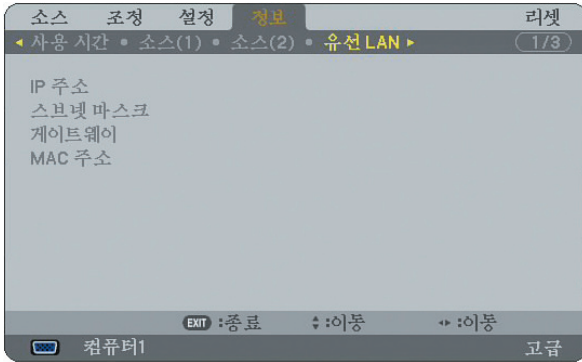 소스 조정 설정 정보 리셋
◂ 사용 시간 • 소스(1) • 소스(2) • 유선 LAN ▸ 1/3
IP 주소
스브넷 마스크
게이트웨이
MAC 주소
EXIT :종료 :이동 :이동
컴퓨터1 고급